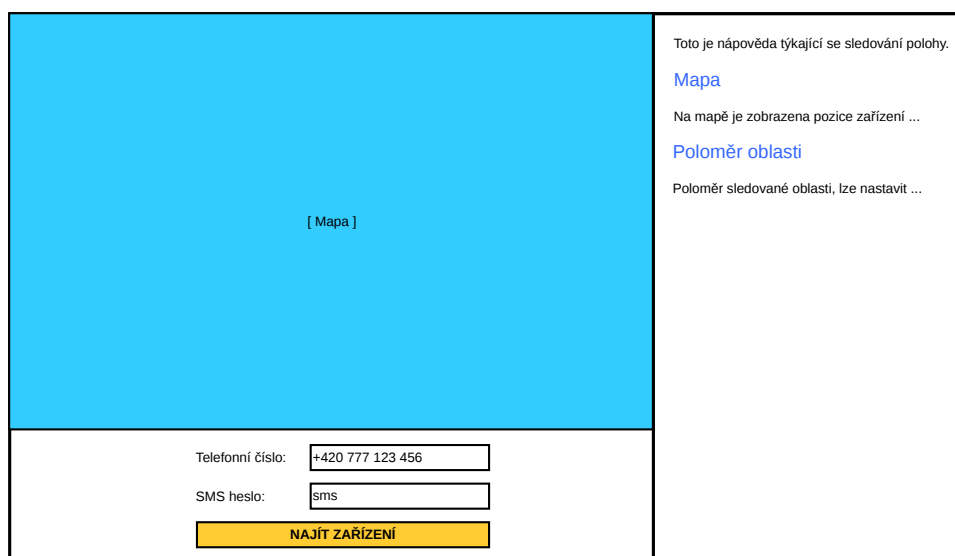 [ Mapa ]
Telefonní číslo: +420 777 123 456
SMS heslo: sms
NAJÍT ZAŘÍZENÍ
Toto je nápověda týkající se sledování polohy.
Mapa
Na mapě je zobrazena pozice zařízení ...
Poloměr oblasti
Poloměr sledované oblasti, lze nastavit ...